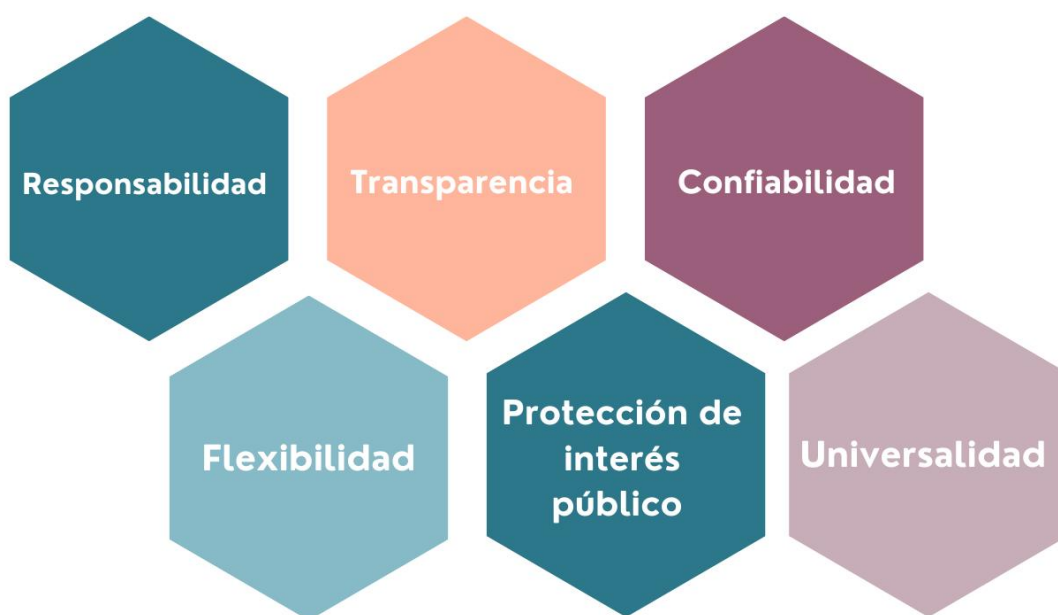 Responsabilidad
Transparencia
Confiabilidad
Flexibilidad
Protección de
interés
público
Universalidad